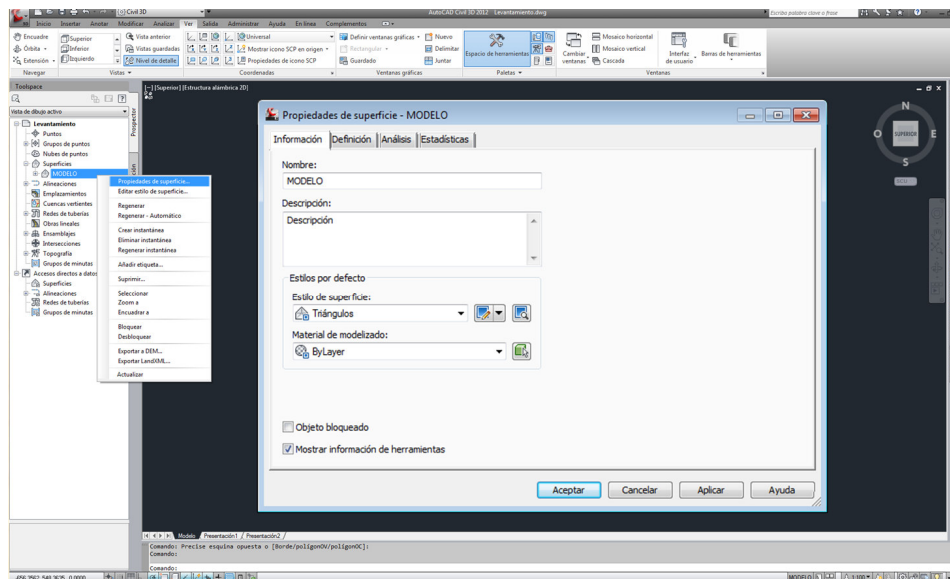 Civil 3D
AutoCAD Civil 3D 2012 Levantamiento.dwg
Escriba palabra clave o frase
Inicio Insertar Anotar Modificar Analizar Ver Salida Administrar Ayuda En línea Complementos
Encuadre Superior Vista anterior Universal Definir ventanas gráficas Nuevo Mosaico horizontal
Órbita Inferior Vistas guardadas Mostrar icono SCP en origen Rectangular Delimitar Espacio de herramientas Cambiar ventanas Mosaico vertical Interfaz de usuario Barras de herramientas
Extensión Izquierdo Nivel de detalle Propiedades de icono SCP Guardado Juntar Cascada
Navegar Vistas Coordenadas Ventanas gráficas Paletas Ventanas
Toolspace
[−][Superior][Estructura alámbrica 2D]
Vista de dibujo activo
Prospector
Levantamiento
Puntos
Grupos de puntos
Nubes de puntos
Superficies
MODELO
Alineaciones
Emplazamientos
Cuencas vertientes
Redes de tuberías
Obras lineales
Ensamblajes
Intersecciones
Topografía
Grupos de minutas
Accesos directos a datos
Superficies
Alineaciones
Redes de tuberías
Grupos de minutas
Propiedades de superficie...
Editar estilo de superficie...
Regenerar
Regenerar - Automático
Crear instantánea
Eliminar instantánea
Regenerar instantánea
Añadir etiqueta...
Suprimir...
Seleccionar
Zoom a
Encuadrar a
Bloquear
Desbloquear
Exportar a DEM...
Exportar LandXML...
Actualizar
Propiedades de superficie - MODELO
Información Definición Análisis Estadísticas
Nombre:
MODELO
Descripción:
Descripción
Estilos por defecto
Estilo de superficie:
Triángulos
Material de modelizado:
ByLayer
Objeto bloqueado
Mostrar información de herramientas
Aceptar Cancelar Aplicar Ayuda
N
O SUPERIOR E
S
Modelo Presentación1 Presentación2
Comando: Precise esquina opuesta o [Borde/polígonOV/polígonOC]:
Comando:
Comando:
MODELO